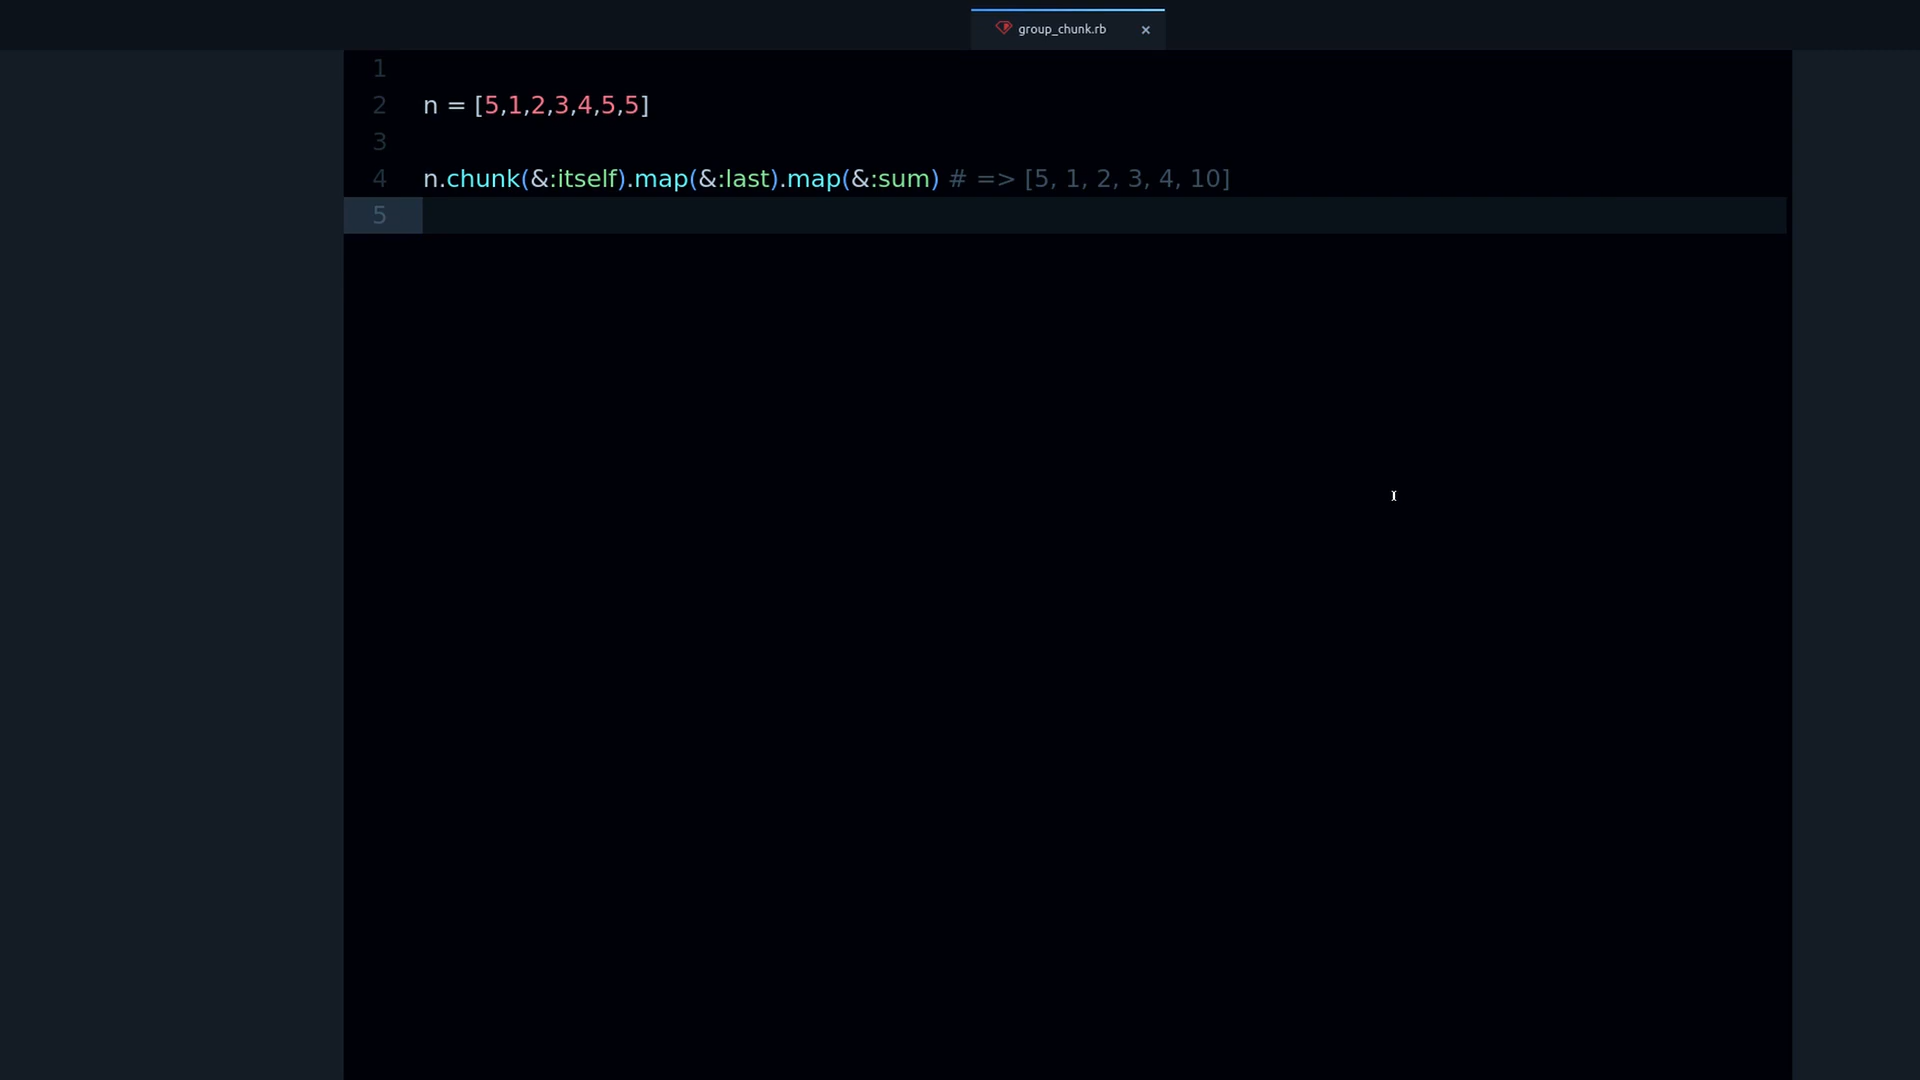 group_chunk.rb ×
1
2 n = [5,1,2,3,4,5,5]
3
4 n.chunk(&:itself).map(&:last).map(&:sum) # => [5, 1, 2, 3, 4, 10]
5